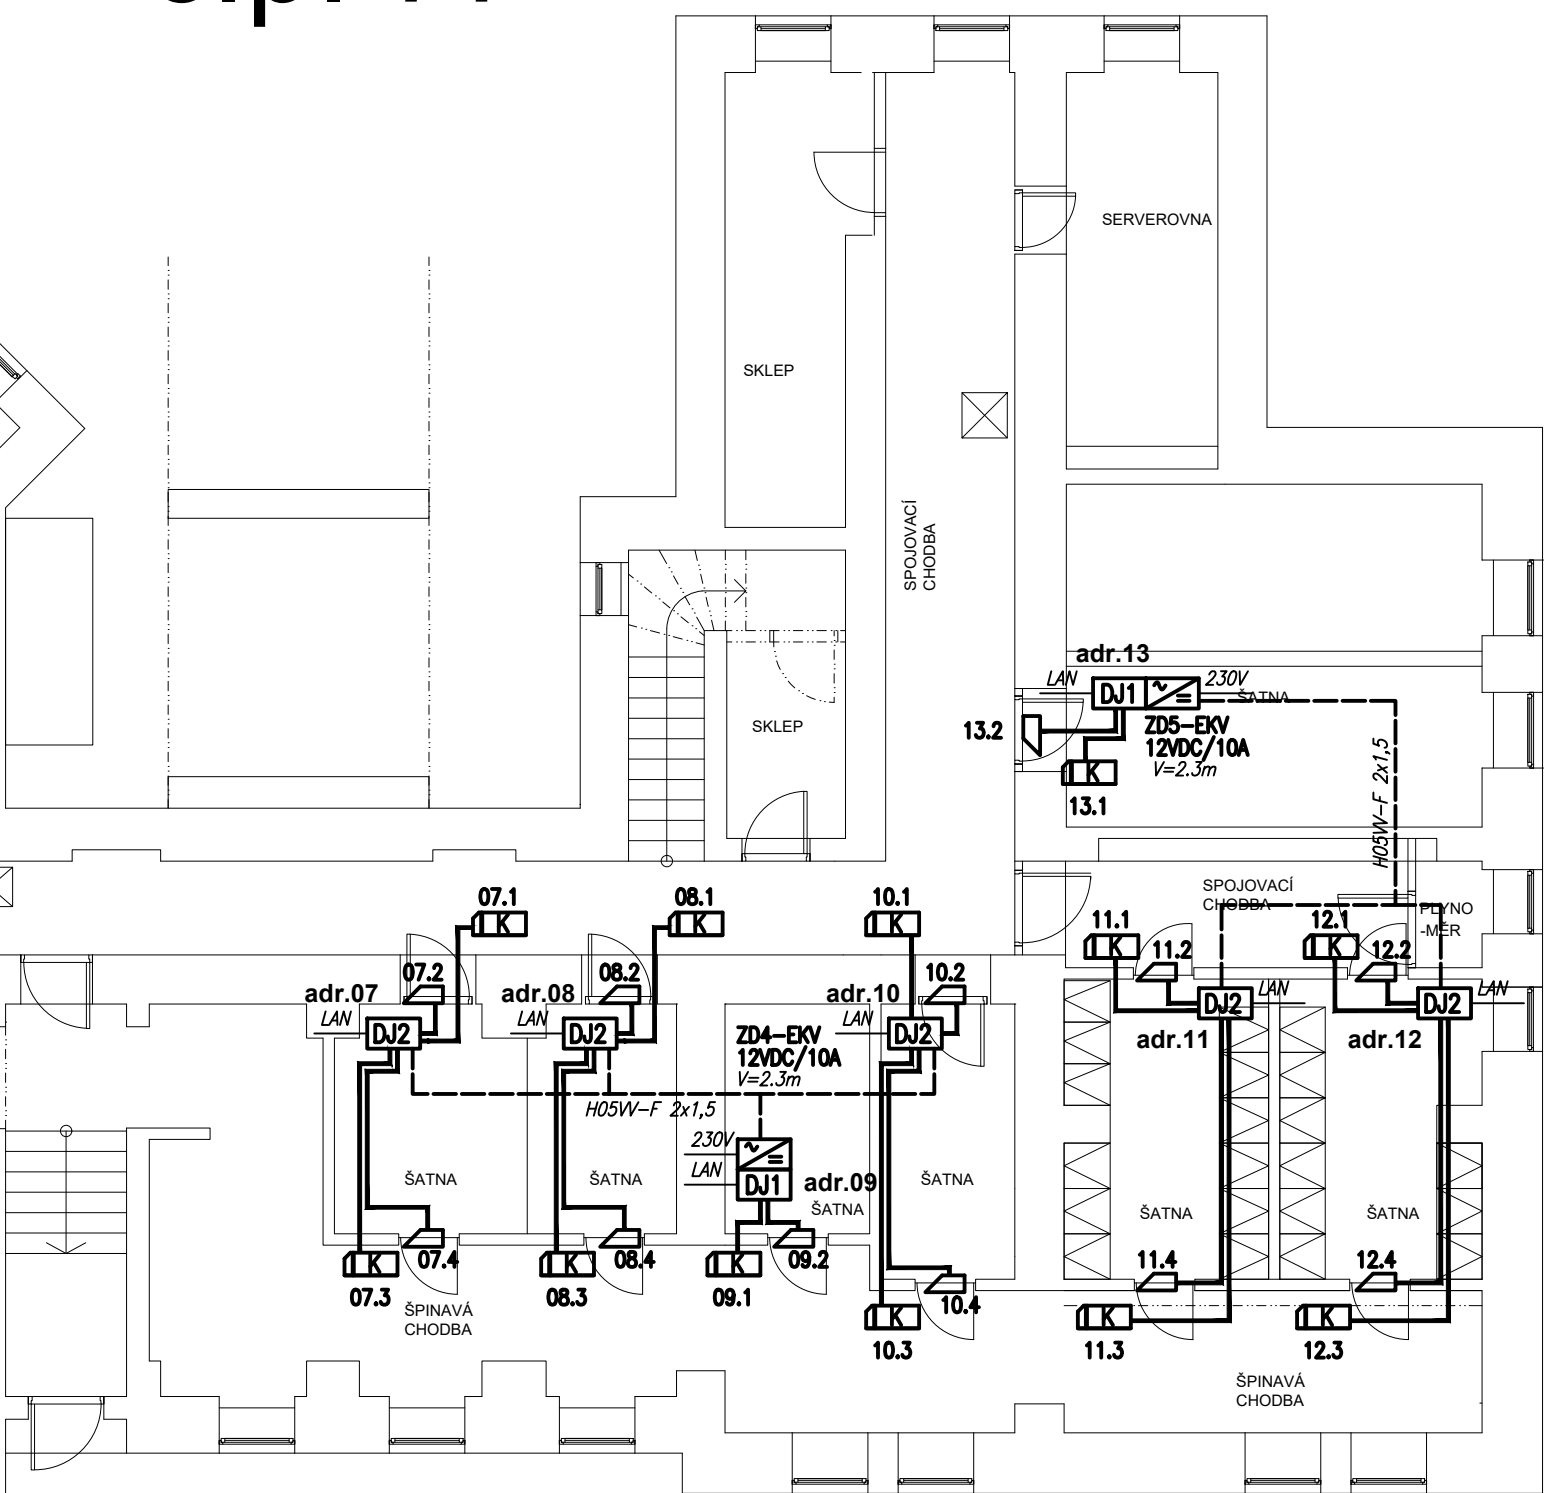 SERVEROVNA
SKLEP
SPOJOVACÍ
CHODBA
adr.13
LAN
DJ1
230V
ŠATNA
13.2
ZD5-EKV
12VDC/10A
V=2.3m
SKLEP
K
13.1
H05VV-F 2x1,5
07.1
K
08.1
K
10.1
K
SPOJOVACÍ
CHODBA
PLYNO
-MĚR
11.1
K
11.2
12.1
K
12.2
07.2
08.2
10.2
adr.07
LAN
DJ2
adr.08
LAN
DJ2
adr.10
LAN
DJ2
DJ2
LAN
adr.11
DJ2
LAN
adr.12
ZD4-EKV
12VDC/10A
V=2.3m
H05VV-F 2x1,5
230V
LAN
DJ1
adr.09
ŠATNA
ŠATNA
ŠATNA
ŠATNA
ŠATNA
ŠATNA
07.4
K
07.3
08.4
K
08.3
09.2
K
09.1
10.4
K
10.3
11.4
K
11.3
12.4
K
12.3
ŠPINAVÁ
CHODBA
ŠPINAVÁ
CHODBA